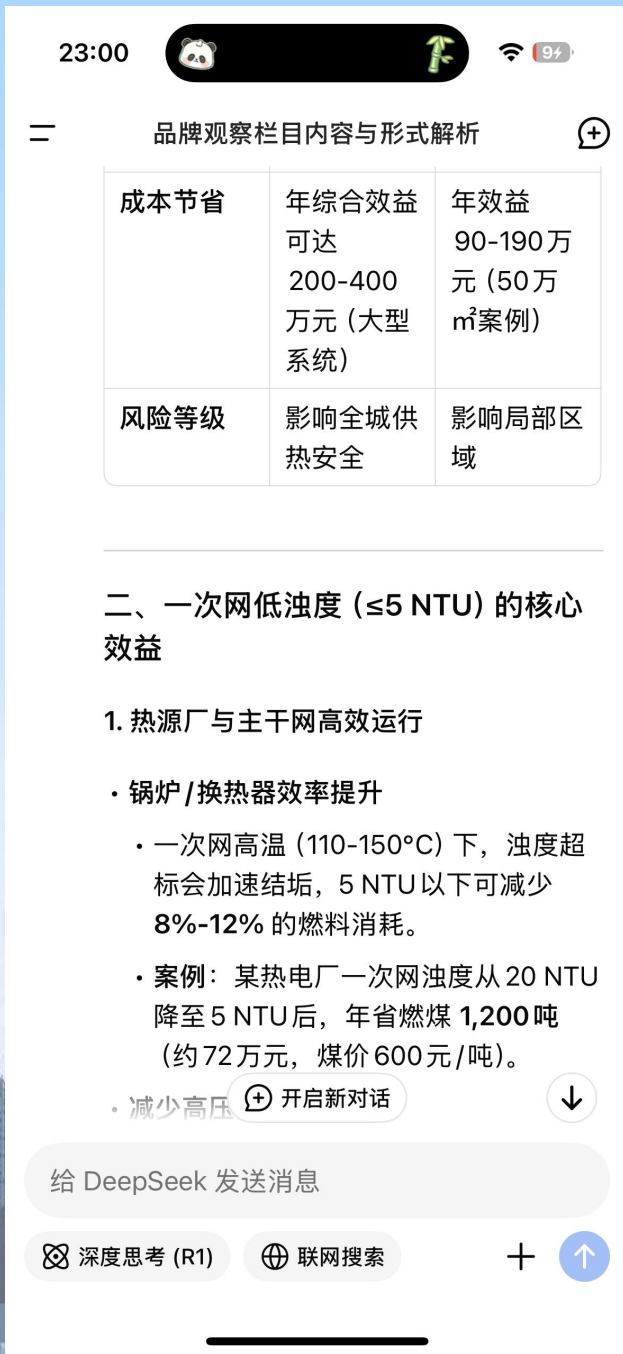 23:00
94
品牌观察栏目内容与形式解析
成本节省
年综合效益
可达
200-400
万元（大型
系统）
年效益
90-190万
元（50万
㎡案例）
风险等级
影响全城供
热安全
影响局部区
域
二、一次网低浊度（≤5 NTU）的核心
效益
1. 热源厂与主干网高效运行
• 锅炉/换热器效率提升
• 一次网高温（110-150°C）下，浊度超
标会加速结垢，5 NTU以下可减少
8%-12% 的燃料消耗。
• 案例：某热电厂一次网浊度从20 NTU
降至5 NTU后，年省燃煤 1,200吨
（约72万元，煤价600元/吨）。
• 减少高压
开启新对话
给 DeepSeek 发送消息
深度思考 (R1)
联网搜索